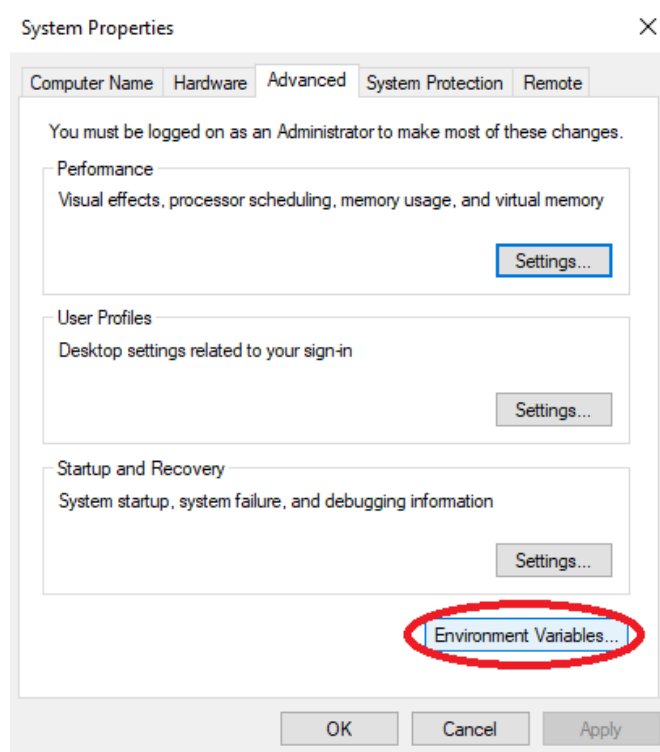 System Properties
Computer Name Hardware Advanced System Protection Remote
You must be logged on as an Administrator to make most of these changes.
Performance
Visual effects, processor scheduling, memory usage, and virtual memory
Settings...
User Profiles
Desktop settings related to your sign-in
Settings...
Startup and Recovery
System startup, system failure, and debugging information
Settings...
Environment Variables...
OK Cancel Apply